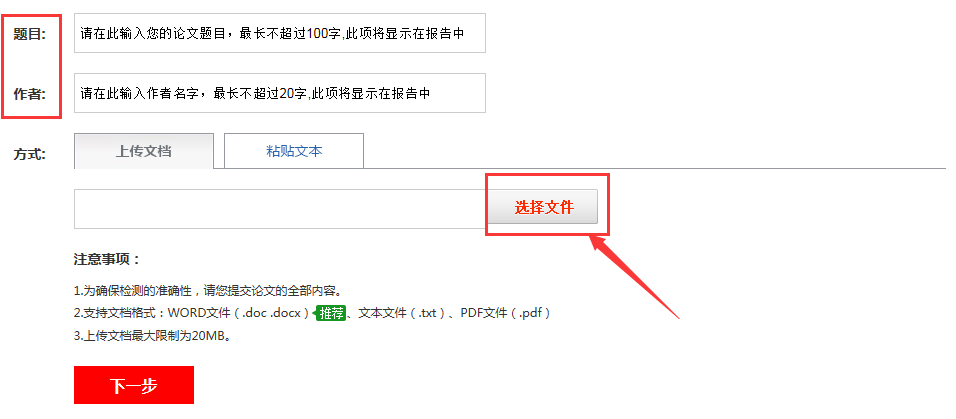 题目: 请在此输入您的论文题目，最长不超过100字,此项将显示在报告中
作者: 请在此输入作者名字，最长不超过20字,此项将显示在报告中
方式: 上传文档 粘贴文本
选择文件
注意事项：
1.为确保检测的准确性，请您提交论文的全部内容。
2.支持文档格式：WORD文件（.doc .docx）推荐、文本文件（.txt）、PDF文件（.pdf）
3.上传文档最大限制为20MB。
下一步